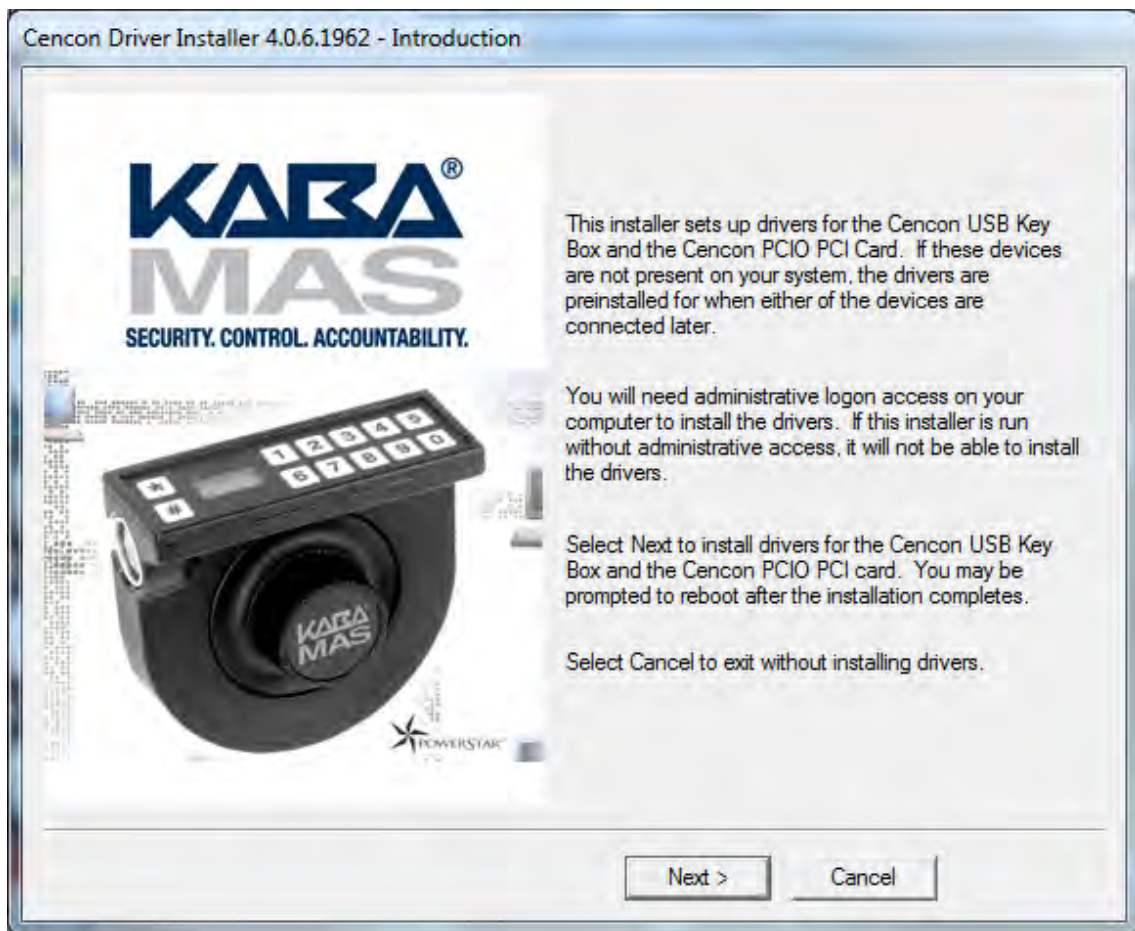 Cencon Driver Installer 4.0.6.1962 - Introduction
KABA®
MAS
SECURITY. CONTROL. ACCOUNTABILITY.
This installer sets up drivers for the Cencon USB Key
Box and the Cencon PCIO PCI Card. If these devices
are not present on your system, the drivers are
preinstalled for when either of the devices are
connected later.
You will need administrative logon access on your
computer to install the drivers. If this installer is run
without administrative access, it will not be able to install
the drivers.
Select Next to install drivers for the Cencon USB Key
Box and the Cencon PCIO PCI card. You may be
prompted to reboot after the installation completes.
Select Cancel to exit without installing drivers.
1 2 3 4 5
* 6 7 8 9 0
#
KABA
MAS
POWERSTAR
Next >
Cancel